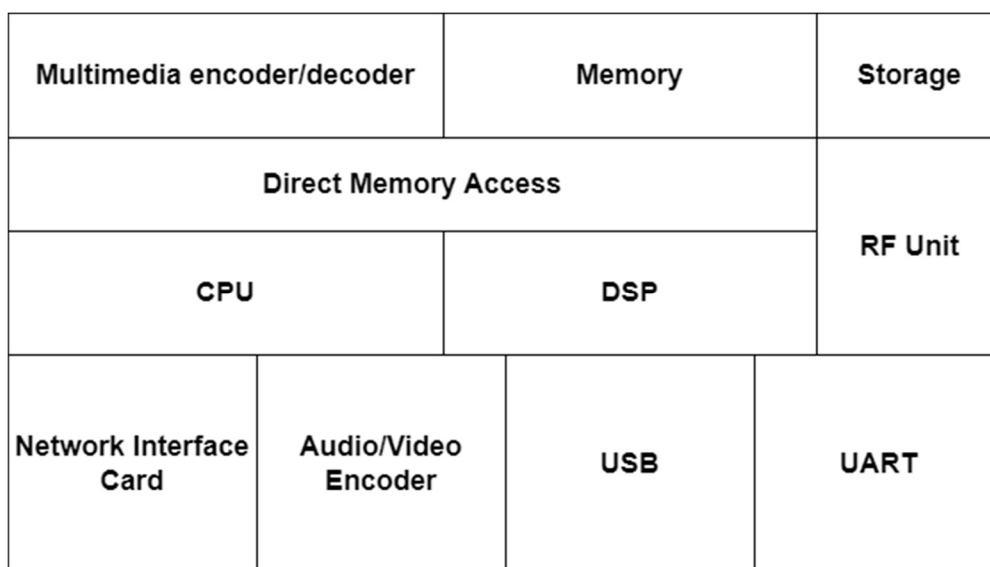 Multimedia encoder/decoder
Memory
Storage
Direct Memory Access
RF Unit
CPU
DSP
Network Interface
Card
Audio/Video
Encoder
USB
UART